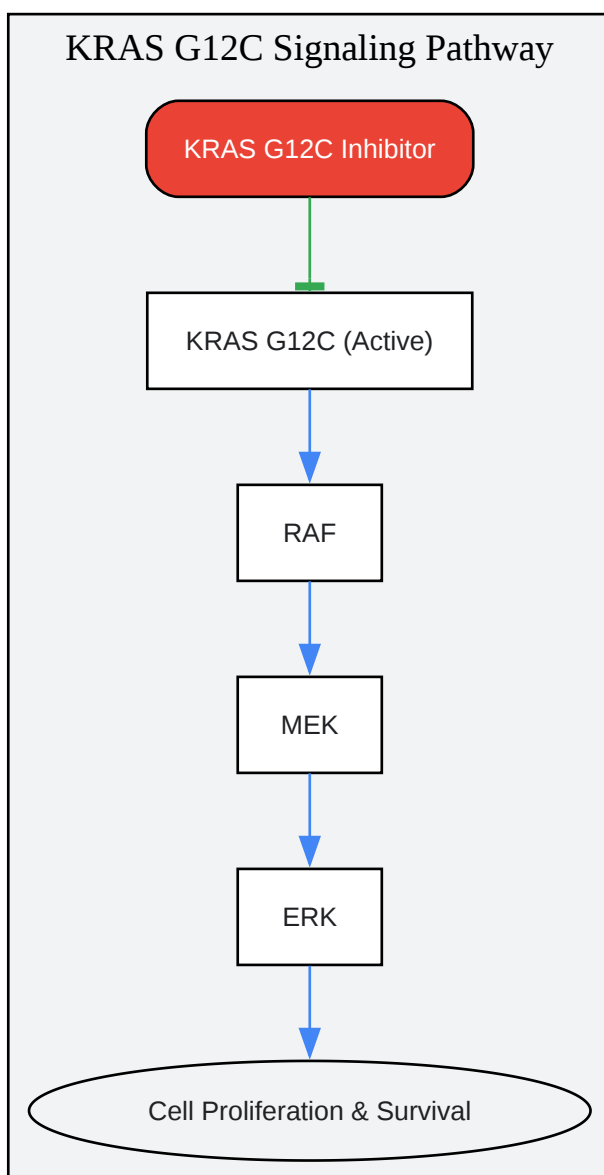 KRAS G12C Signaling Pathway
KRAS G12C Inhibitor
KRAS G12C (Active)
RAF
MEK
ERK
Cell Proliferation & Survival